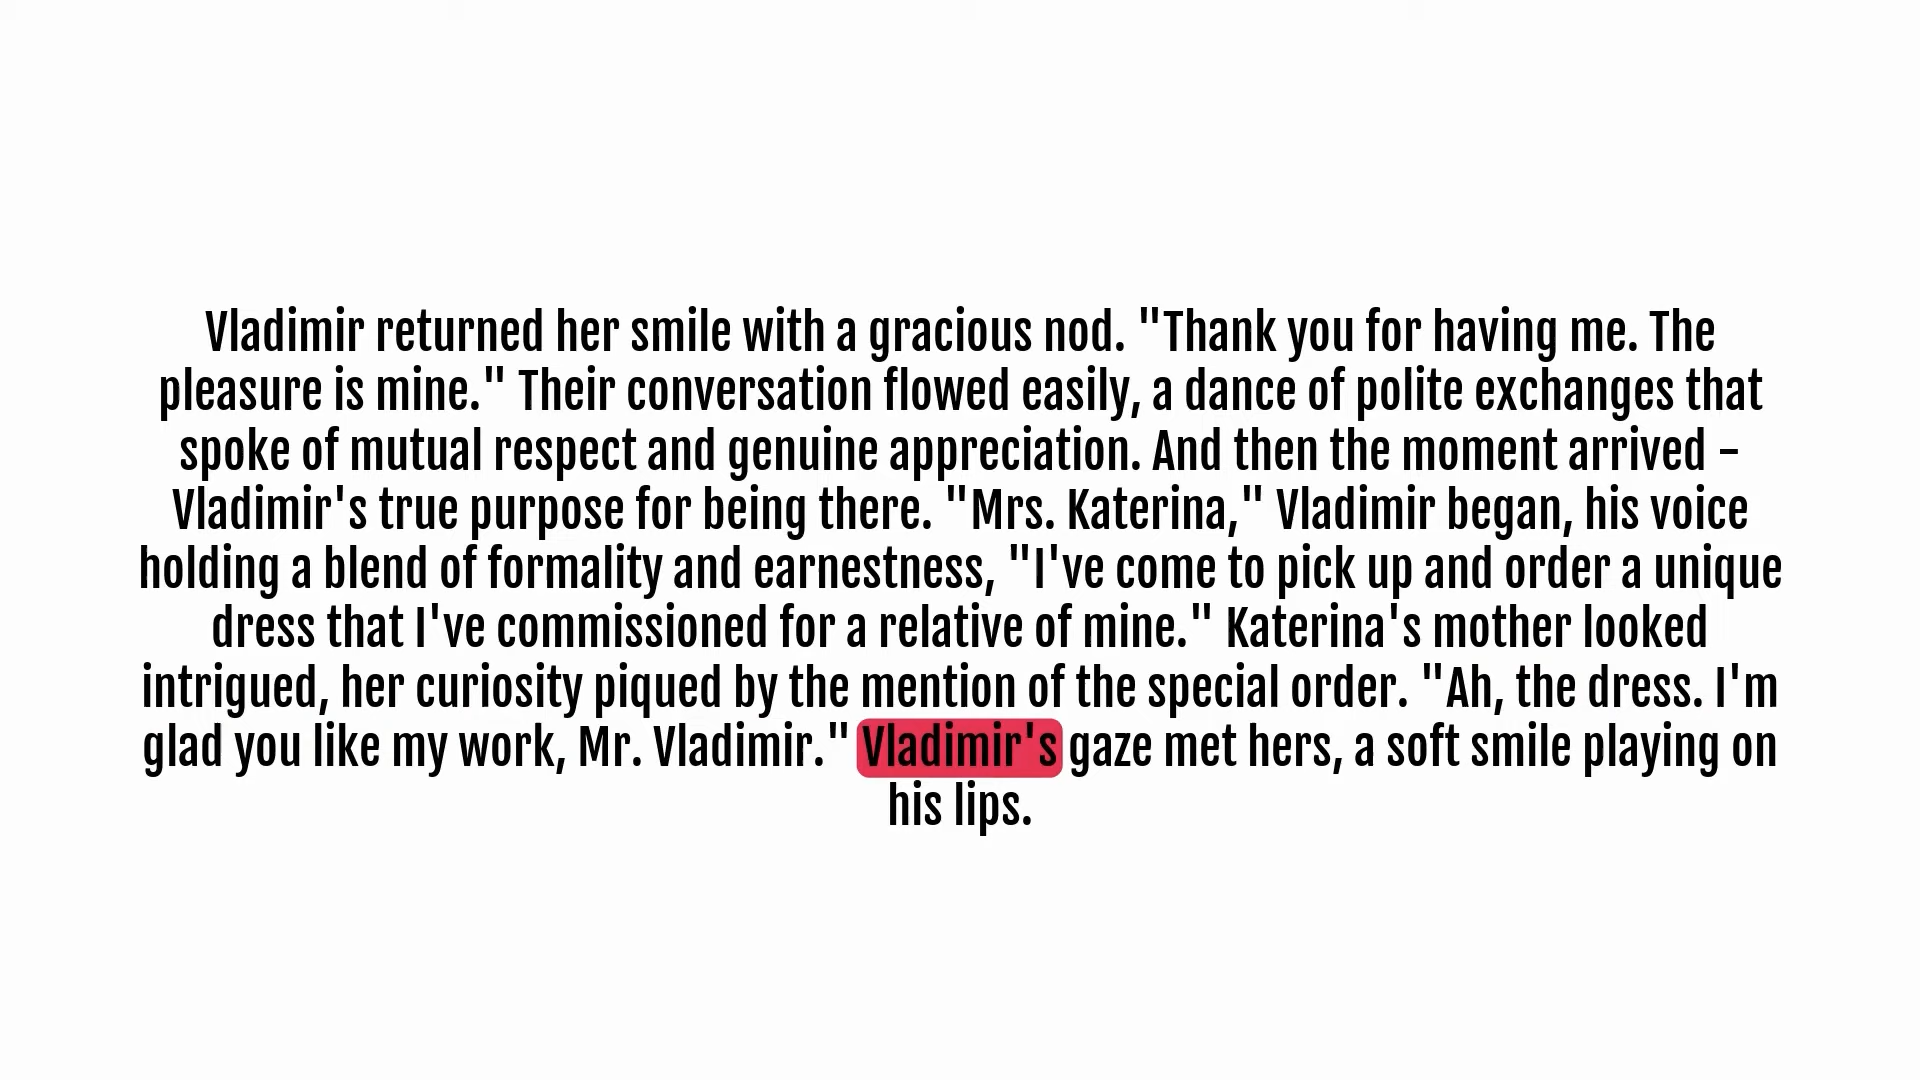 Vladimir returned her smile with a gracious nod. "Thank you for having me. The
pleasure is mine." Their conversation flowed easily, a dance of polite exchanges that
spoke of mutual respect and genuine appreciation. And then the moment arrived –
Vladimir's true purpose for being there. "Mrs. Katerina," Vladimir began, his voice
holding a blend of formality and earnestness, "I've come to pick up and order a unique
dress that I've commissioned for a relative of mine." Katerina's mother looked
intrigued, her curiosity piqued by the mention of the special order. "Ah, the dress. I'm
glad you like my work, Mr. Vladimir." Vladimir's gaze met hers, a soft smile playing on
his lips.